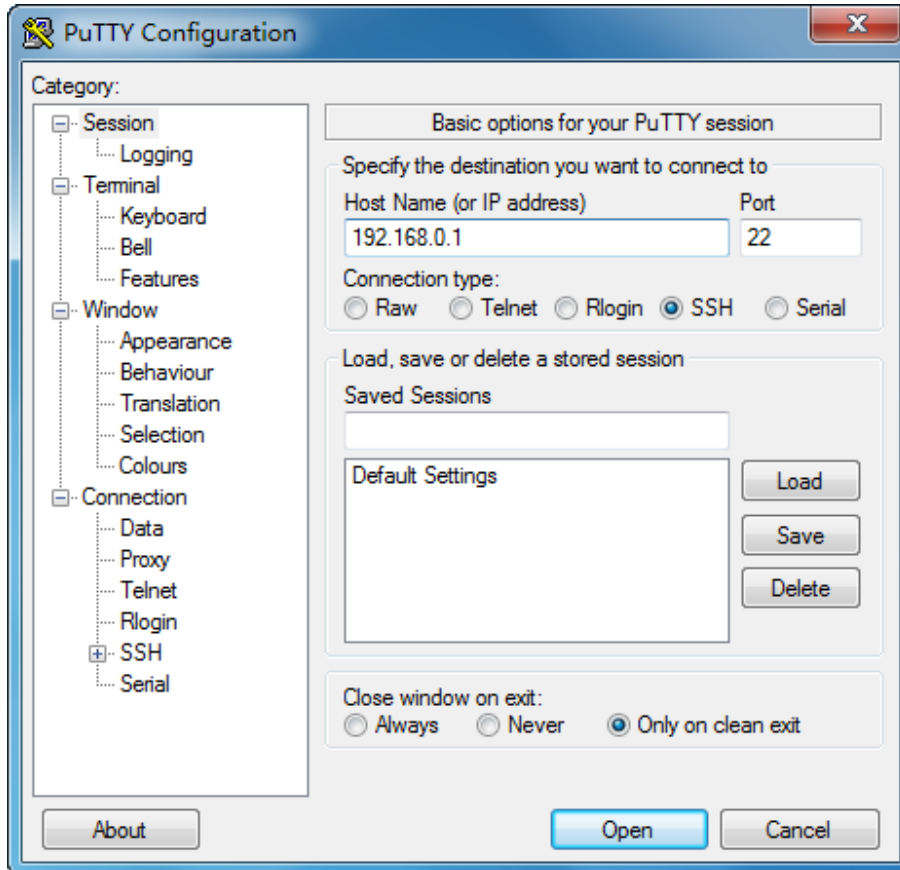 PuTTY Configuration
Category:
Session
Logging
Terminal
Keyboard
Bell
Features
Window
Appearance
Behaviour
Translation
Selection
Colours
Connection
Data
Proxy
Telnet
Rlogin
SSH
Serial
Basic options for your PuTTY session
Specify the destination you want to connect to
Host Name (or IP address) Port
192.168.0.1 22
Connection type:
Raw Telnet Rlogin SSH Serial
Load, save or delete a stored session
Saved Sessions
Default Settings
Load
Save
Delete
Close window on exit:
Always Never Only on clean exit
About Open Cancel